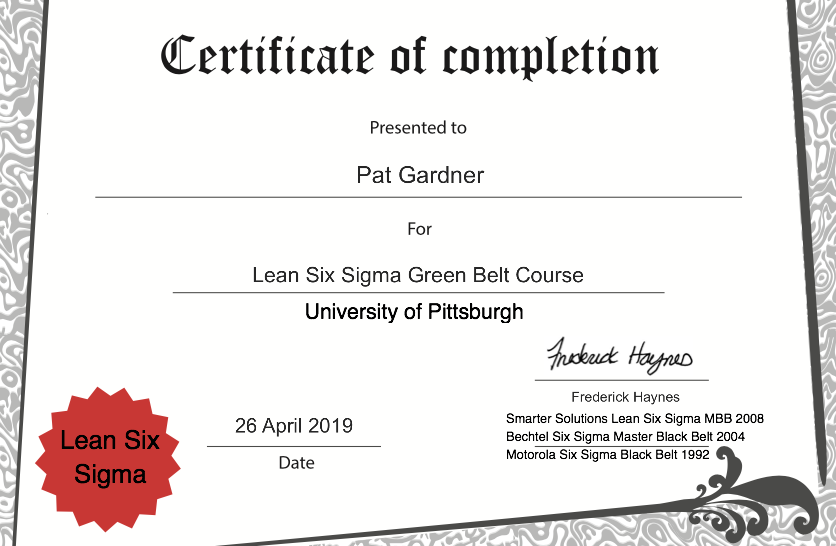 Certificate of completion
Presented to
Pat Gardner
For
Lean Six Sigma Green Belt Course
University of Pittsburgh
Frederick Haynes
Frederick Haynes
Smarter Solutions Lean Six Sigma MBB 2008
Bechtel Six Sigma Master Black Belt 2004
Motorola Six Sigma Black Belt 1992
26 April 2019
Date
Lean Six
Sigma